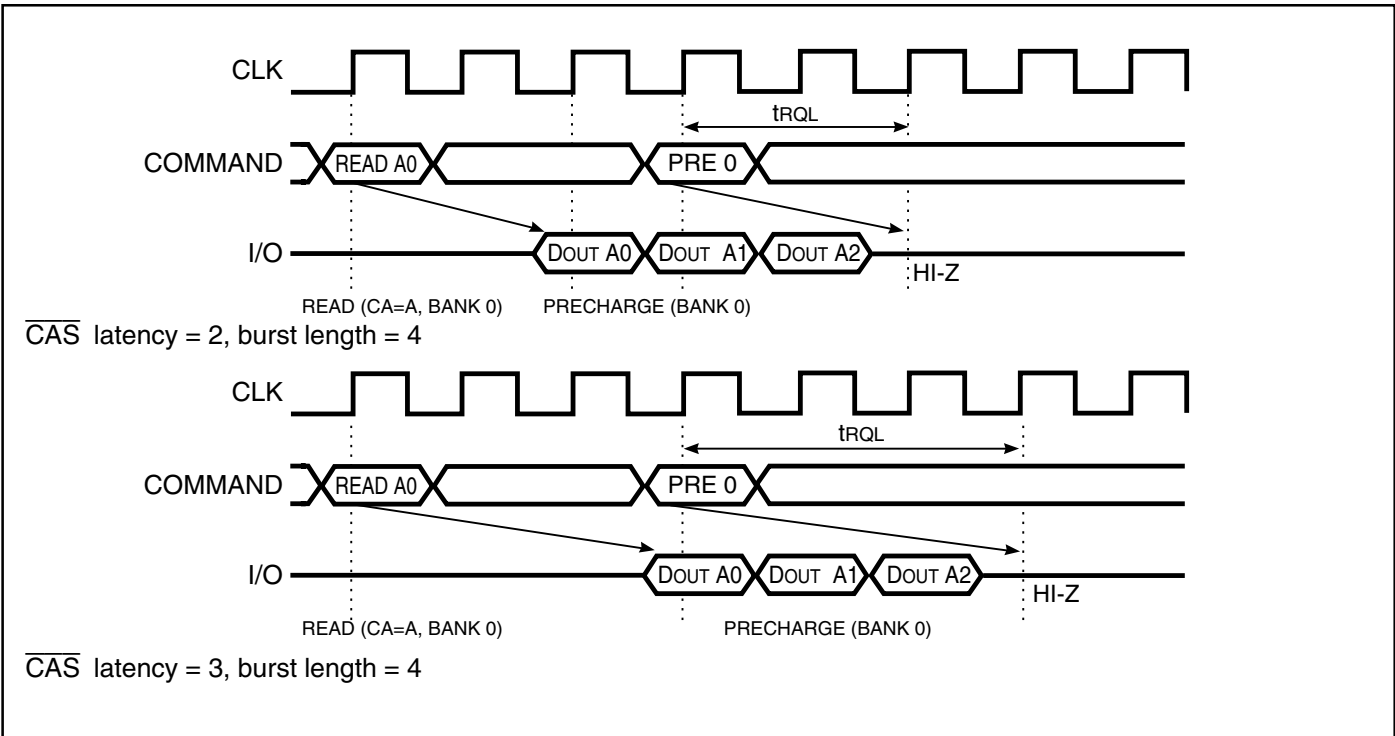 CLK
tRQL
COMMAND READ A0 PRE 0
I/O DOUT A0 DOUT A1 DOUT A2 HI-Z
READ (CA=A, BANK 0) PRECHARGE (BANK 0)
CAS latency = 2, burst length = 4
CLK
tRQL
COMMAND READ A0 PRE 0
I/O DOUT A0 DOUT A1 DOUT A2 HI-Z
READ (CA=A, BANK 0) PRECHARGE (BANK 0)
CAS latency = 3, burst length = 4